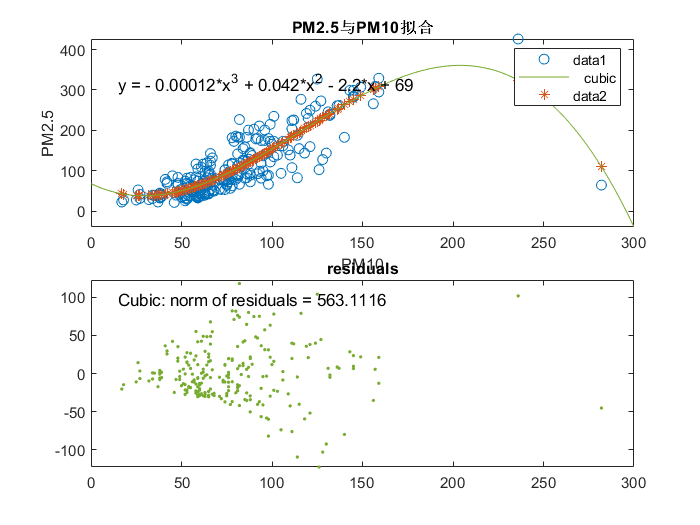 PM2.5与PM10拟合
400
300
200
100
0
PM2.5
y = - 0.00012*x^3 + 0.042*x^2 - 2.2*x + 69
data1
cubic
data2
0 50 100 150 200 250 300
PM10
residuals
Cubic: norm of residuals = 563.1116
100
50
0
-50
-100
0 50 100 150 200 250 300